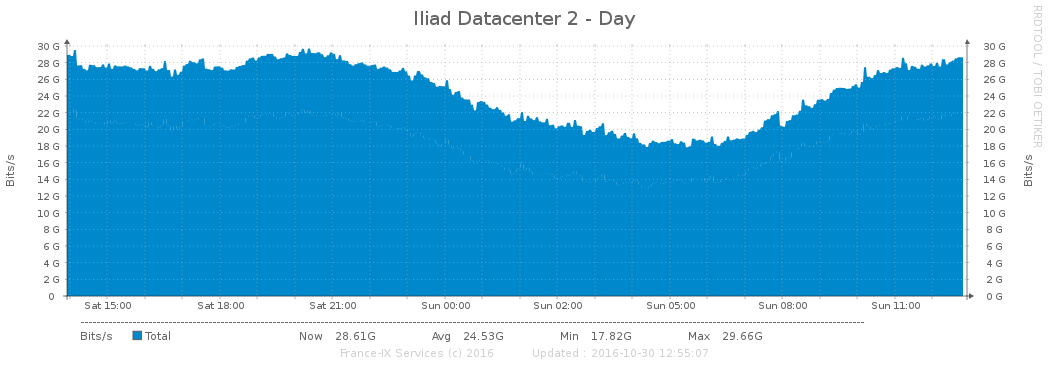 Iliad Datacenter 2 - Day
RRDTOOL / TOBI OETIKER
Bits/s
Bits/s
30 G 30 G
28 G 28 G
26 G 26 G
24 G 24 G
22 G 22 G
20 G 20 G
18 G 18 G
16 G 16 G
14 G 14 G
12 G 12 G
10 G 10 G
8 G 8 G
6 G 6 G
4 G 4 G
2 G 2 G
0 0 G
Sat 15:00 Sat 18:00 Sat 21:00 Sun 00:00 Sun 02:00 Sun 05:00 Sun 08:00 Sun 11:00
Bits/s Total Now 28.61G Avg 24.53G Min 17.82G Max 29.66G
France-IX Services (c) 2016 Updated : 2016-10-30 12:55:07